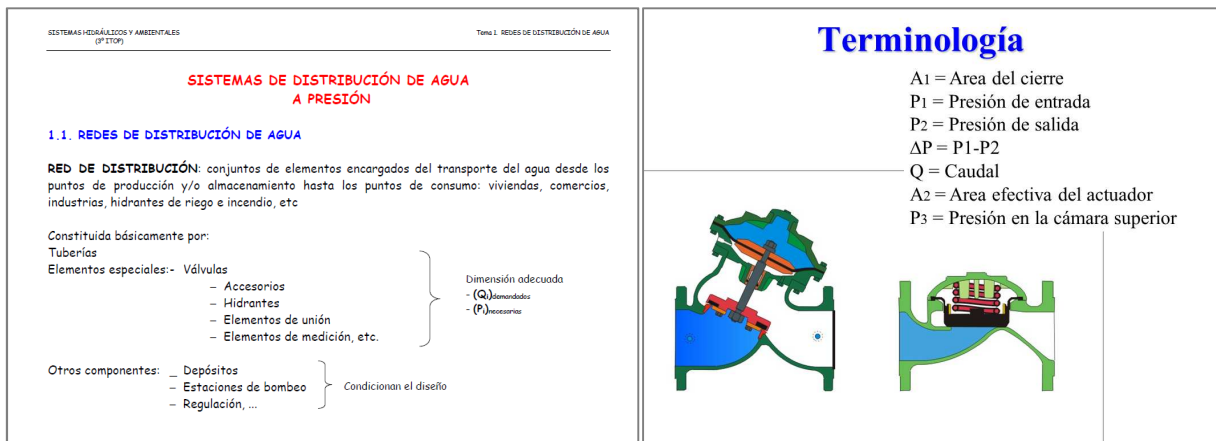 SISTEMAS HIDRÁULICOS Y AMBIENTALES
(3º ITOP)
Tema 1. REDES DE DISTRIBUCIÓN DE AGUA
SISTEMAS DE DISTRIBUCIÓN DE AGUA
A PRESIÓN
1.1. REDES DE DISTRIBUCIÓN DE AGUA
RED DE DISTRIBUCIÓN: conjuntos de elementos encargados del transporte del agua desde los
puntos de producción y/o almacenamiento hasta los puntos de consumo: viviendas, comercios,
industrias, hidrantes de riego e incendio, etc
Constituida básicamente por:
Tuberías
Elementos especiales:- Válvulas
– Accesorios
– Hidrantes
– Elementos de unión
– Elementos de medición, etc.
Dimensión adecuada
- (Qi)demandados
- (Pi)necesarias
Otros componentes: _ Depósitos
– Estaciones de bombeo
– Regulación, ...
Condicionan el diseño
Terminología
A1 = Area del cierre
P1 = Presión de entrada
P2 = Presión de salida
ΔP = P1-P2
Q = Caudal
A2 = Area efectiva del actuador
P3 = Presión en la cámara superior